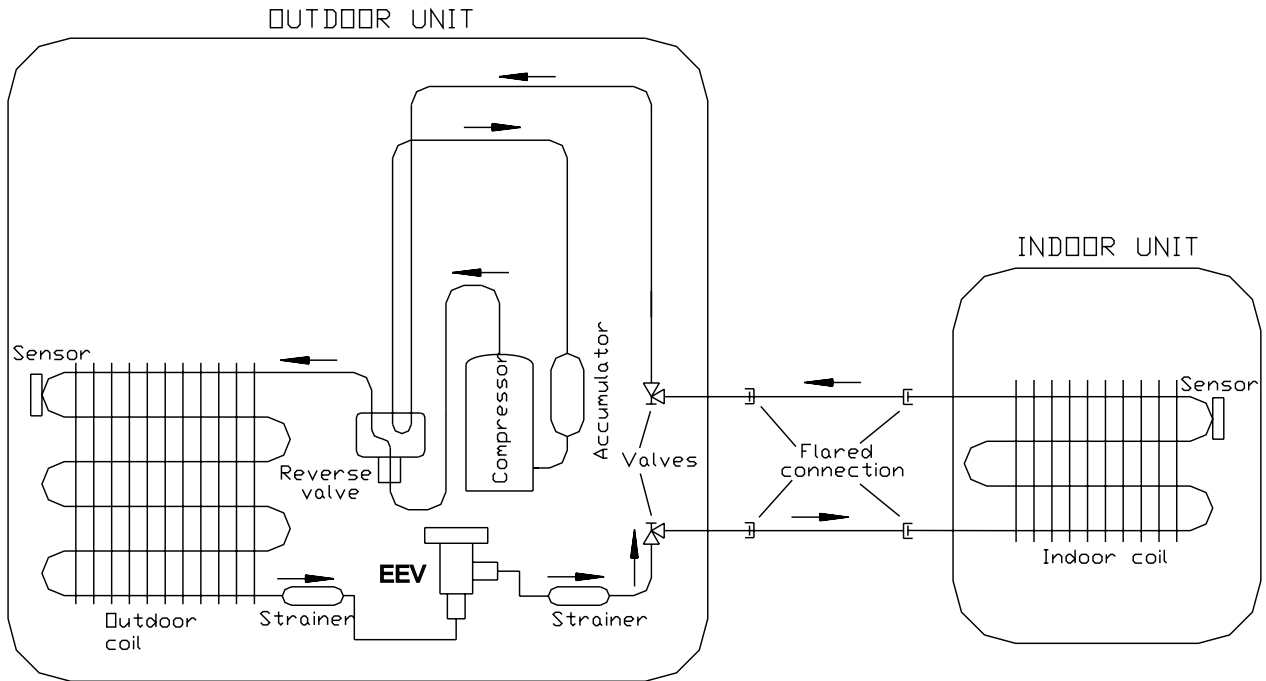 OUTDOOR UNIT
INDOOR UNIT
Sensor
Compressor
Accumulator
Sensor
Reverse
valve
Valves
Flared
connection
EEV
Indoor coil
Outdoor
coil
Strainer
Strainer